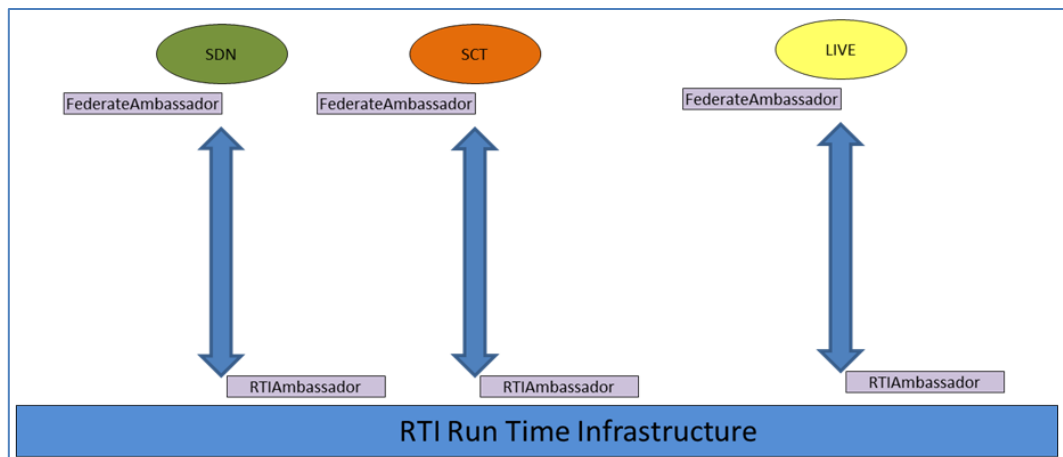 SDN
SCT
LIVE
FederateAmbassador
FederateAmbassador
FederateAmbassador
RTIAmbassador
RTIAmbassador
RTIAmbassador
RTI Run Time Infrastructure